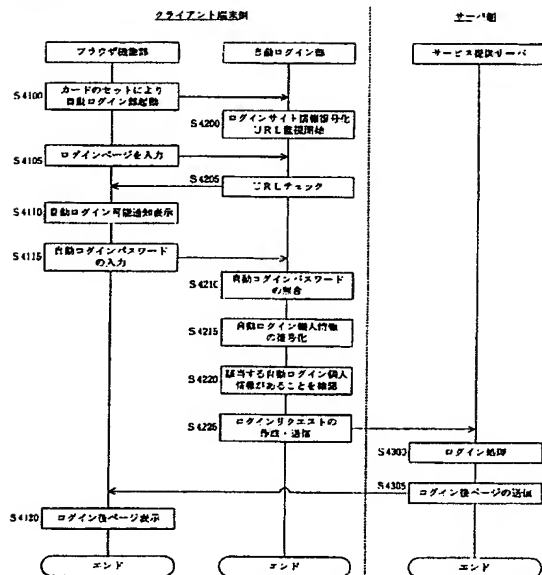 クライアント端末側
サーバ側
ブラウザ機能部
自動ログイン部
サービス提供サーバ
S4100
カードのセットにより
自動ログイン部起動
S4200
ログインサイト情報復号化
URL監視開始
S4105
ログインページを入力
S4205
URLチェック
S4110
自動ログイン可能通知表示
S4115
自動ログインパスワード
の入力
S4210
自動ログインパスワード
の照合
S4215
自動ログイン個人情報
の復号化
S4220
該当する自動ログイン個人
情報があることを確認
S4225
ログインリクエストの
作成・送信
S4300
ログイン処理
S4305
ログイン後ページの送信
S4120
ログイン後ページ表示
エンド
エンド
エンド